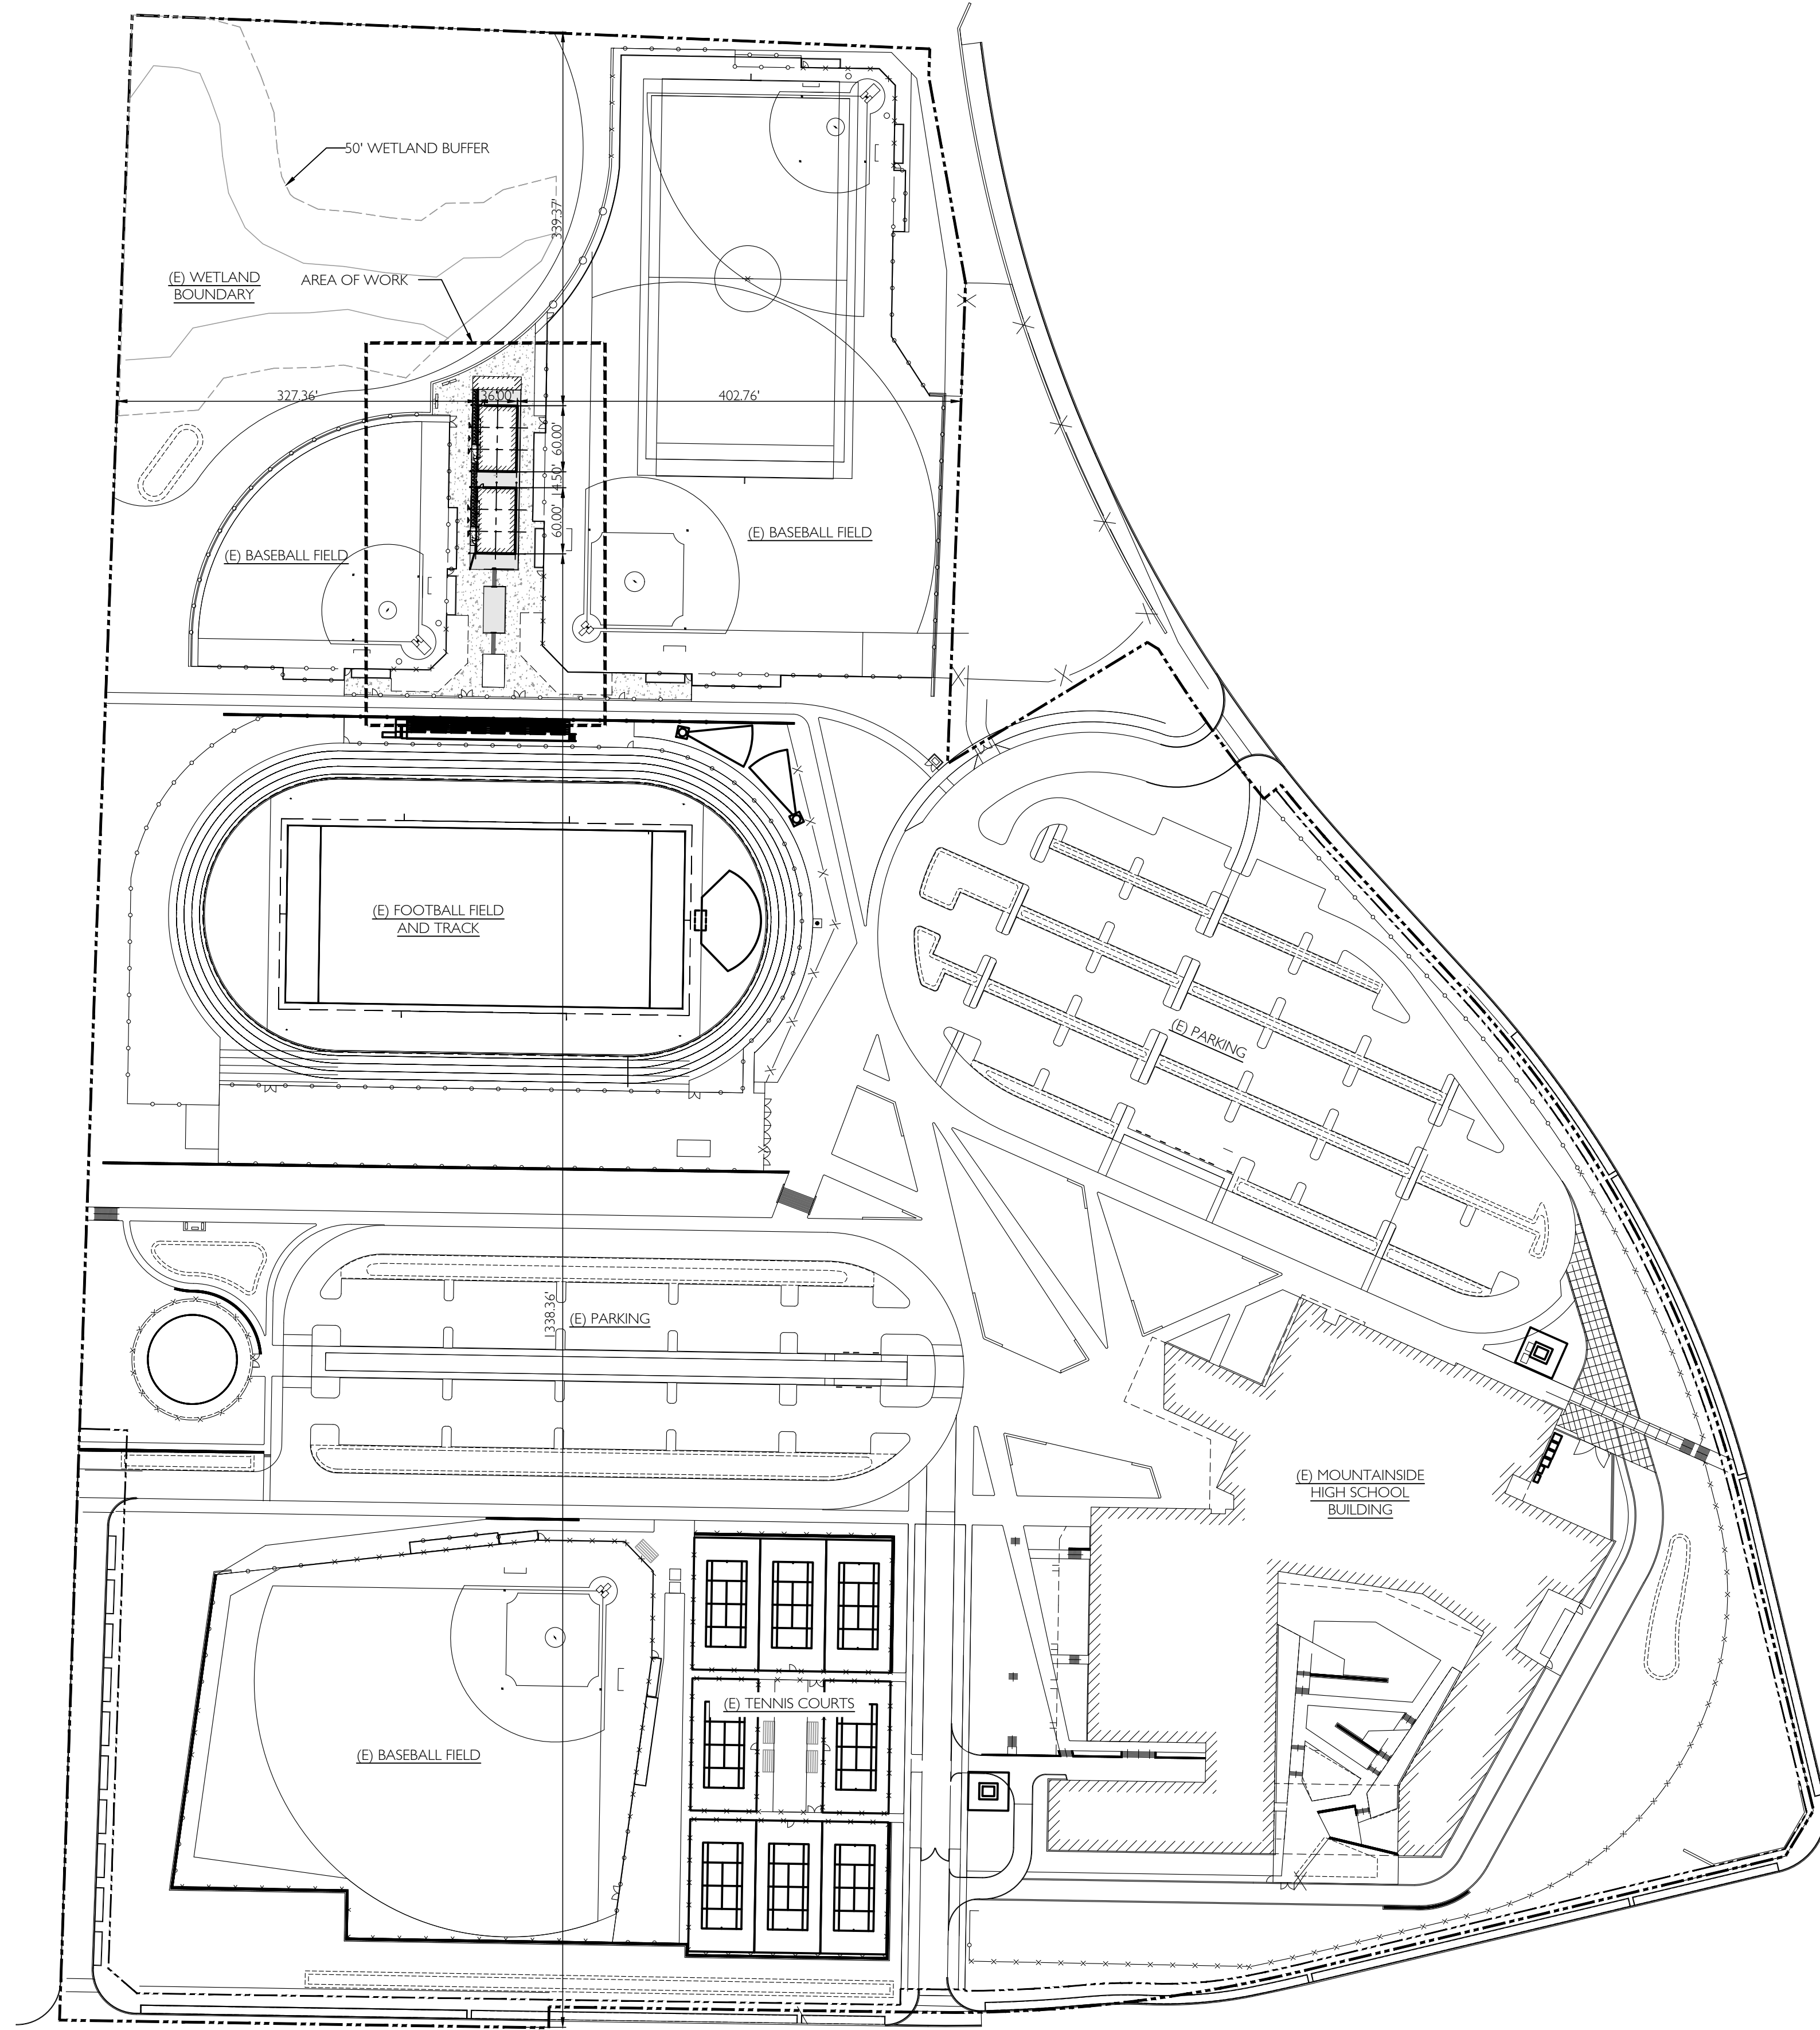 50' WETLAND BUFFER
339.37'
(E) WETLAND
BOUNDARY
AREA OF WORK
327.36'
36.00'
402.76'
60.00'
14.50'
60.00'
(E) BASEBALL FIELD
(E) BASEBALL FIELD
(E) FOOTBALL FIELD
AND TRACK
(E) PARKING
1338.36'
(E) PARKING
(E) MOUNTAINSIDE
HIGH SCHOOL
BUILDING
(E) TENNIS COURTS
(E) BASEBALL FIELD